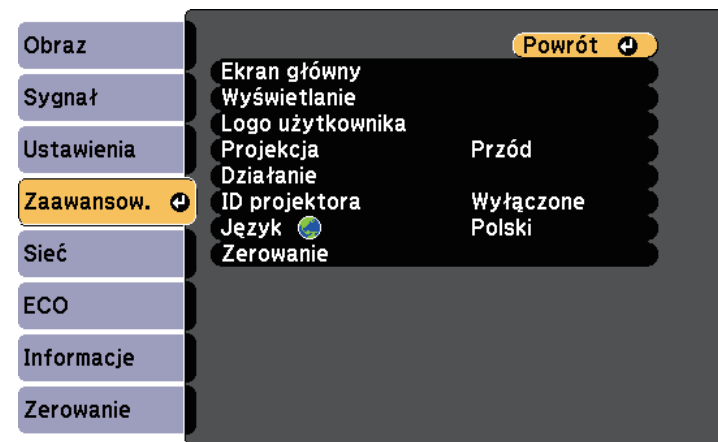 Obraz
Sygnał
Ustawienia
Zaawansow.
Sieć
ECO
Informacje
Zerowanie
Powrót
Ekran główny
Wyświetlanie
Logo użytkownika
Projekcja Przód
Działanie
ID projektora Wyłączone
Język Polski
Zerowanie